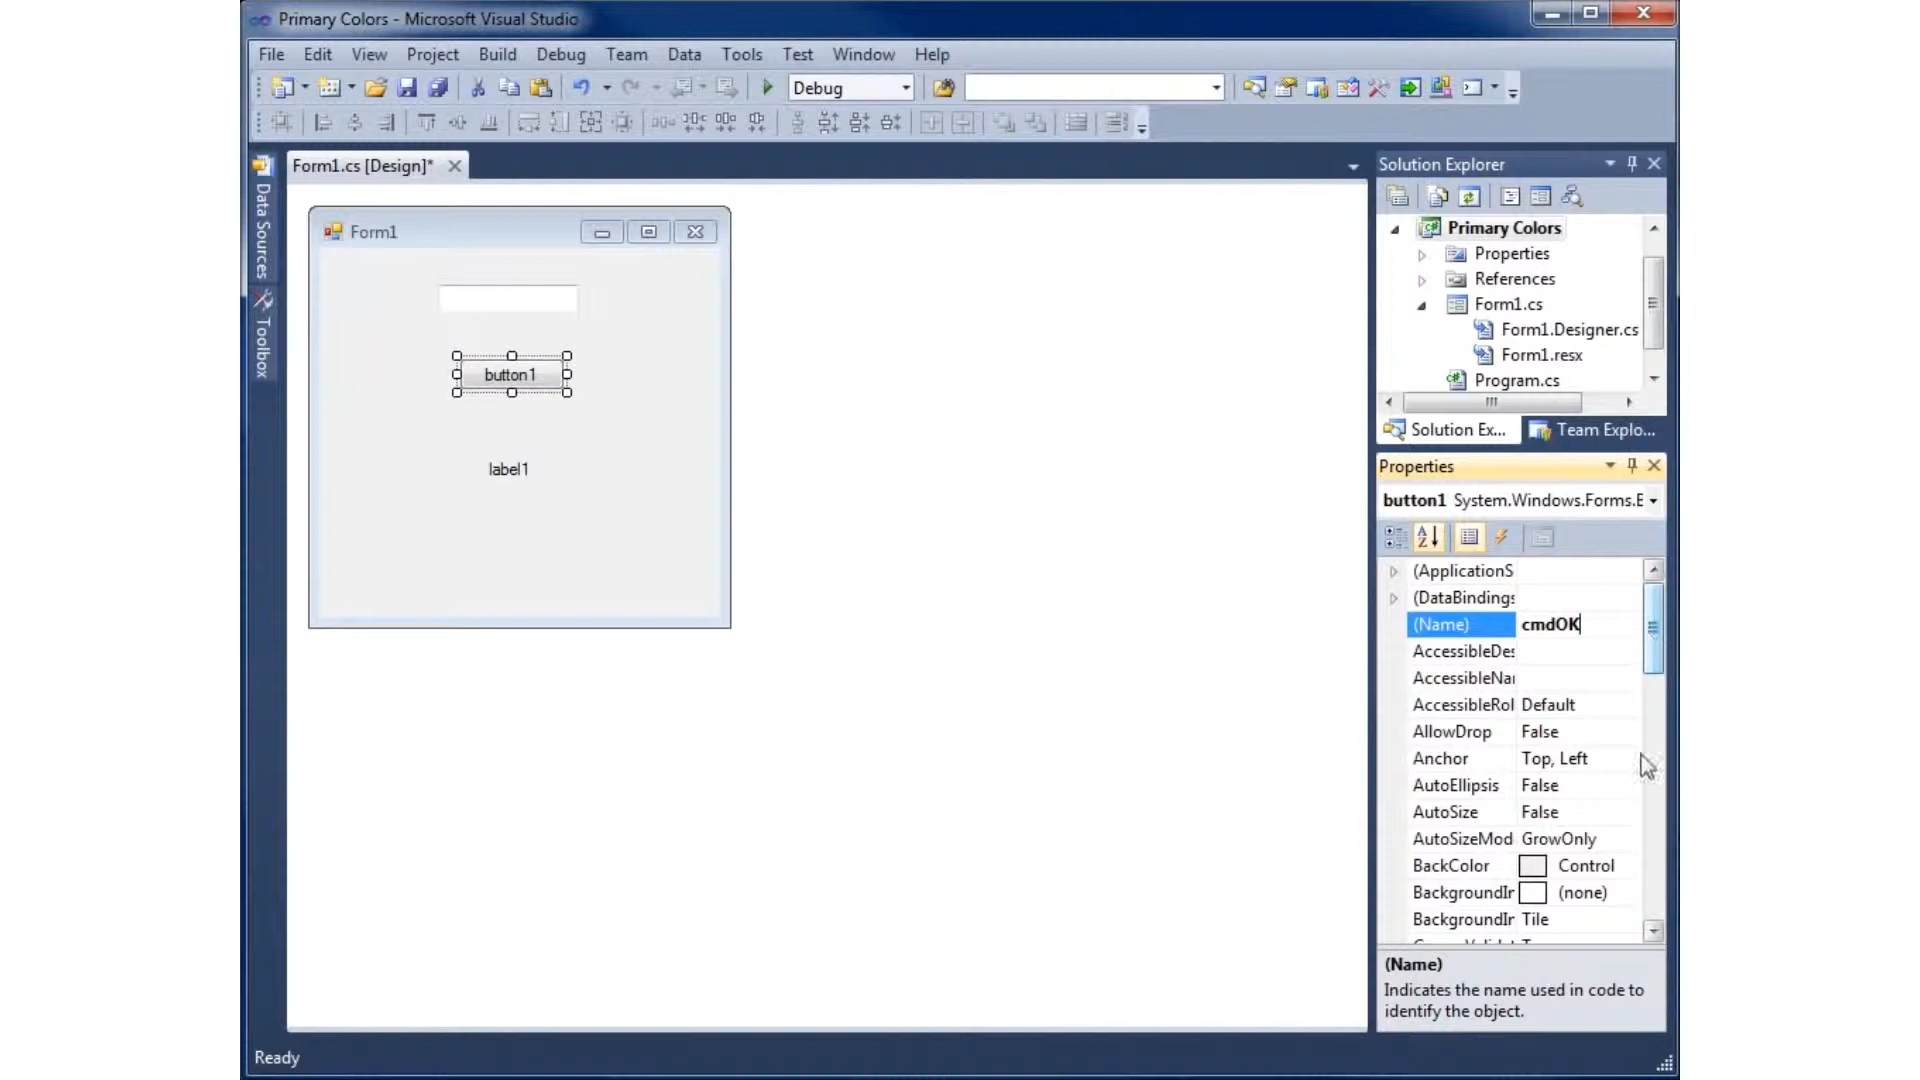 Primary Colors - Microsoft Visual Studio
File Edit View Project Build Debug Team Data Tools Test Window Help
Debug
Form1.cs [Design]*
Data Sources
Toolbox
Form1
button1
label1
Solution Explorer
Primary Colors
Properties
References
Form1.cs
Form1.Designer.cs
Form1.resx
Program.cs
Solution Ex...
Team Explo...
Properties
button1 System.Windows.Forms.E
(ApplicationS
(DataBindings
(Name) cmdOK
AccessibleDes
AccessibleNar
AccessibleRol Default
AllowDrop False
Anchor Top, Left
AutoEllipsis False
AutoSize False
AutoSizeMod GrowOnly
BackColor Control
BackgroundIr (none)
BackgroundIr Tile
(Name)
Indicates the name used in code to
identify the object.
Ready